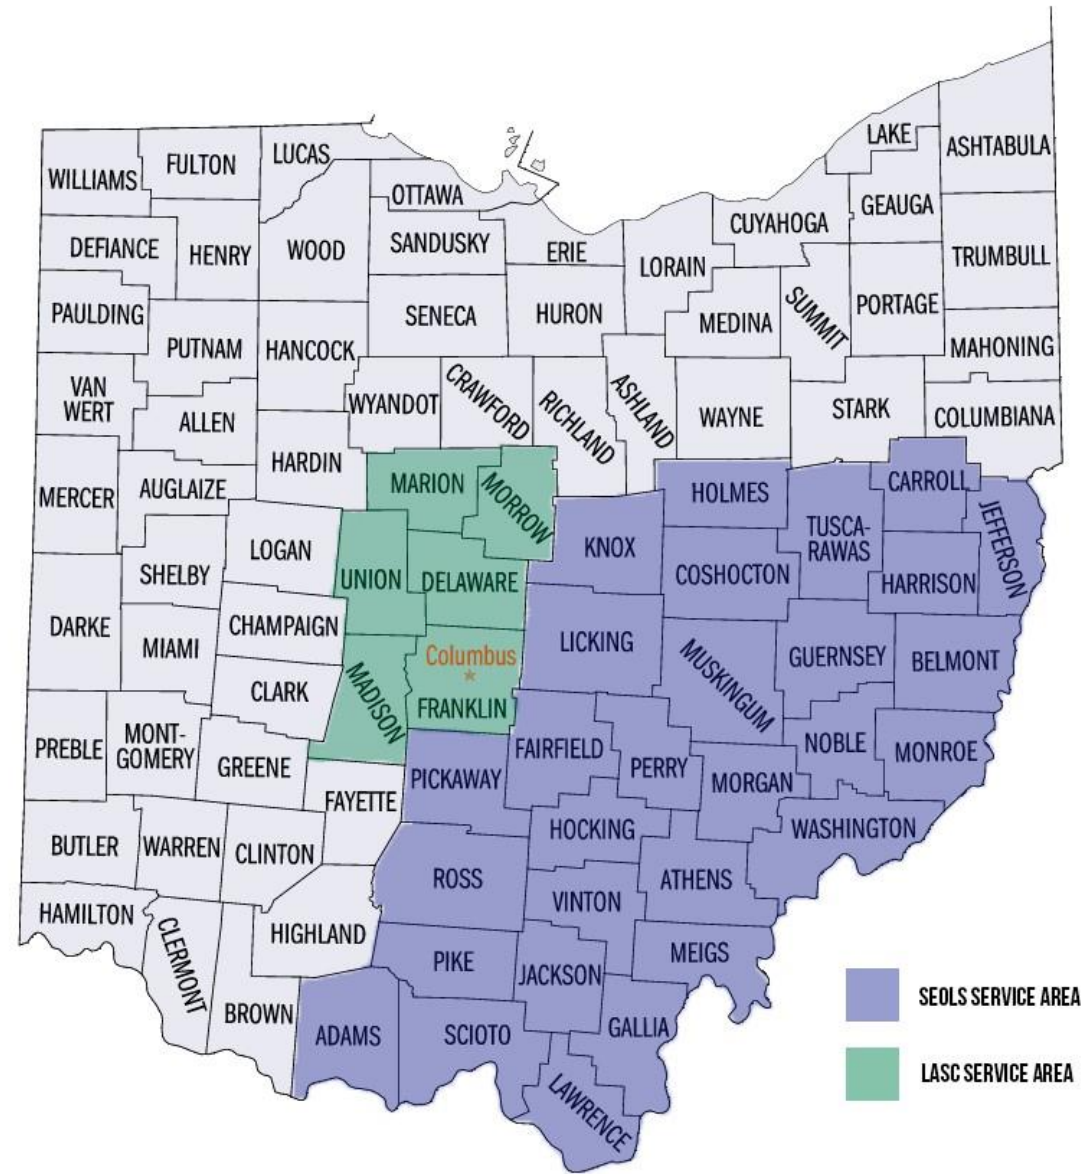 LAKE
ASHTABULA
LUCAS
FULTON
WILLIAMS
OTTAWA
GEAUGA
CUYAHOGA
DEFIANCE
HENRY
WOOD
SANDUSKY
ERIE
LORAIN
TRUMBULL
PAULDING
SENECA
HURON
MEDINA
SUMMIT
PORTAGE
PUTNAM
HANCOCK
MAHONING
VAN
WERT
ALLEN
WYANDOT
CRAWFORD
RICHLAND
ASHLAND
WAYNE
STARK
COLUMBIANA
HARDIN
MERCER
AUGLAIZE
MARION
MORROW
HOLMES
CARROLL
JEFFERSON
LOGAN
KNOX
TUSCA-
RAWAS
SHELBY
UNION
DELAWARE
COSHOCTON
HARRISON
DARKE
CHAMPAIGN
MIAMI
LICKING
Columbus
MUSKINGUM
GUERNSEY
BELMONT
CLARK
MADISON
FRANKLIN
PREBLE
MONT-
GOMERY
GREENE
PICKAWAY
FAIRFIELD
PERRY
MORGAN
NOBLE
MONROE
FAYETTE
BUTLER
WARREN
CLINTON
HOCKING
WASHINGTON
ROSS
VINTON
ATHENS
HAMILTON
CLERMONT
HIGHLAND
PIKE
JACKSON
MEIGS
BROWN
ADAMS
SCIOTO
GALLIA
LAWRENCE
SEOLS SERVICE AREA
LASC SERVICE AREA